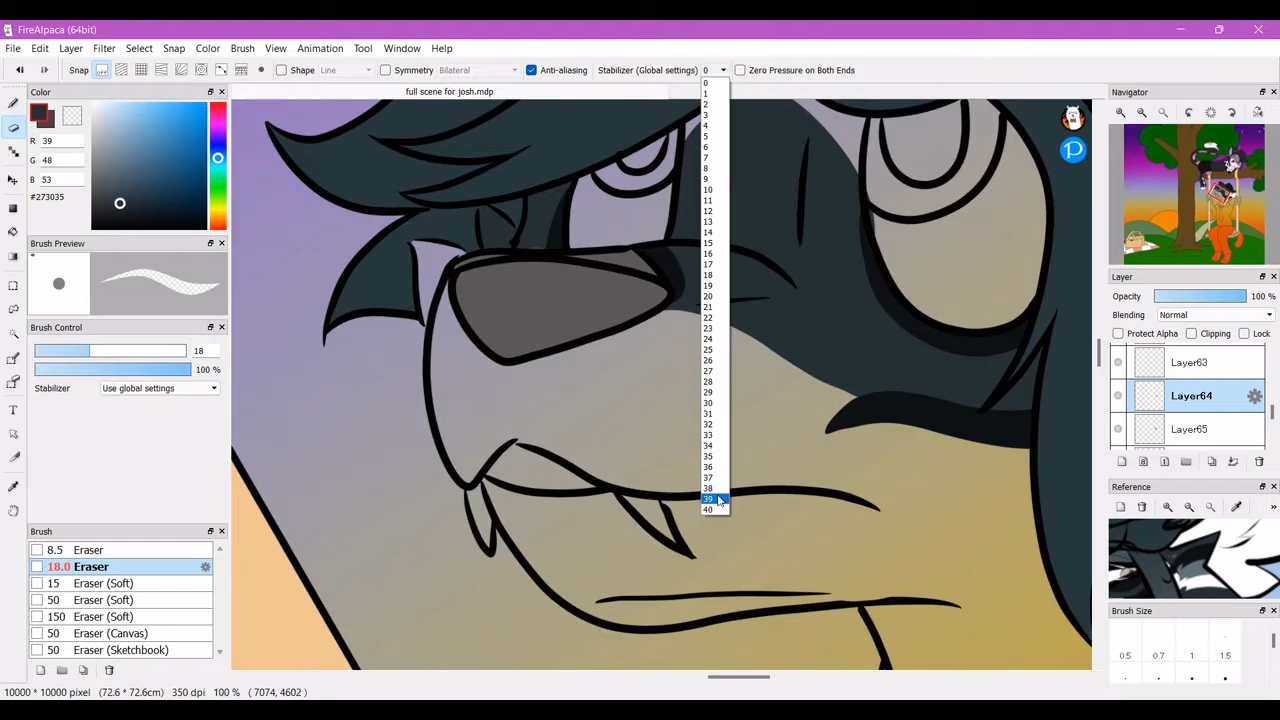 FireAlpaca (64bit)
File Edit Layer Filter Select Snap Color Brush View Animation Tool Window Help
Snap Shape Line Symmetry Bilateral Anti-aliasing Stabilizer (Global settings) 0 Zero Pressure on Both Ends
Color
full scene for josh.mdp
Navigator
R 39
G 48
B 53
#273035
Brush Preview
Brush Control
18
100 %
Stabilizer Use global settings
0
1
2
3
4
5
6
7
8
9
10
11
12
13
14
15
16
17
18
19
20
21
22
23
24
25
26
27
28
29
30
31
32
33
34
35
36
37
38
39
40
Layer
Opacity 100 %
Blending Normal
Protect Alpha Clipping Lock
Layer63
Layer64
Layer65
Reference
Brush
8.5 Eraser
18.0 Eraser
15 Eraser (Soft)
50 Eraser (Soft)
150 Eraser (Soft)
50 Eraser (Canvas)
50 Eraser (Sketchbook)
Brush Size
0.5 0.7 1 1.5
10000 * 10000 pixel (72.6 * 72.6cm) 350 dpi 100 % ( 7074, 4602 )